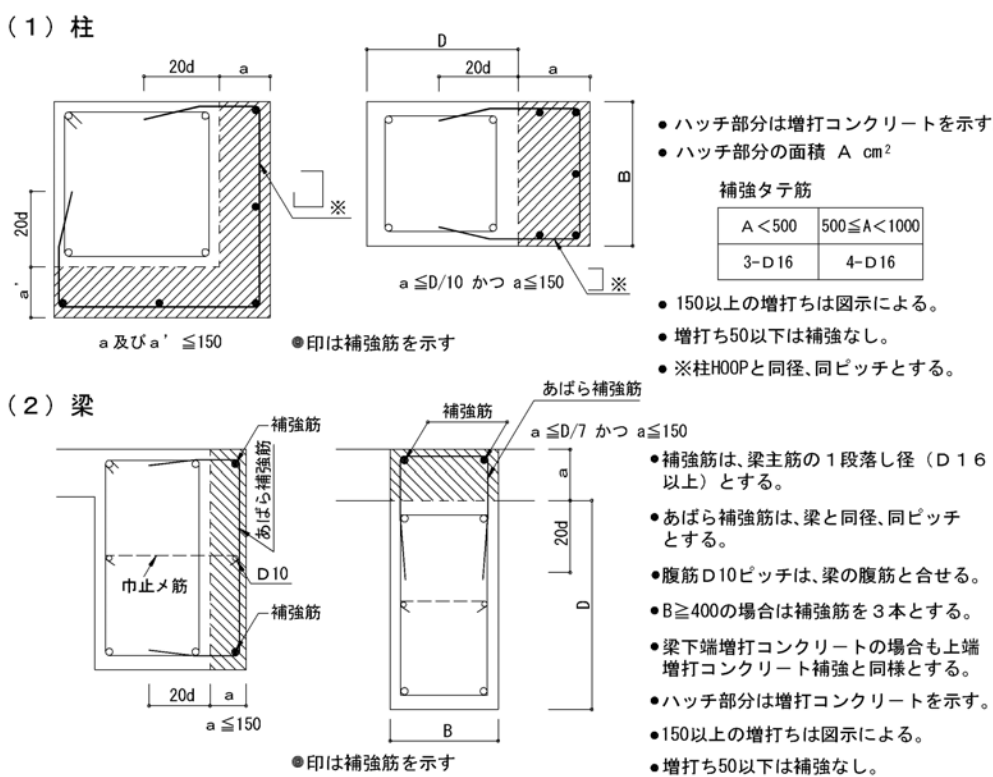 (1)柱
20d
a
20d
a'
※
a及びa' ≦150
D
20d
a
B
※
a≦D/10 かつ a≦150
◎印は補強筋を示す
● ハッチ部分は増打コンクリートを示す
● ハッチ部分の面積 A cm²
補強タテ筋
A<500
500≦A<1000
3-D16
4-D16
● 150以上の増打ちは図示による。
● 増打ち50以下は補強なし。
● ※柱HOOPと同径、同ピッチとする。
(2)梁
補強筋
あばら補強筋
巾止メ筋
D10
補強筋
20d
a
a≦150
補強筋
あばら補強筋
a≦D/7 かつ a≦150
a
20d
D
B
◎印は補強筋を示す
●補強筋は、梁主筋の1段落し径(D16
以上)とする。
●あばら補強筋は、梁と同径、同ピッチ
とする。
●腹筋D10ピッチは、梁の腹筋と合せる。
●B≧400の場合は補強筋を3本とする。
●梁下端増打コンクリートの場合も上端
増打コンクリート補強と同様とする。
●ハッチ部分は増打コンクリートを示す。
●150以上の増打ちは図示による。
●増打ち50以下は補強なし。